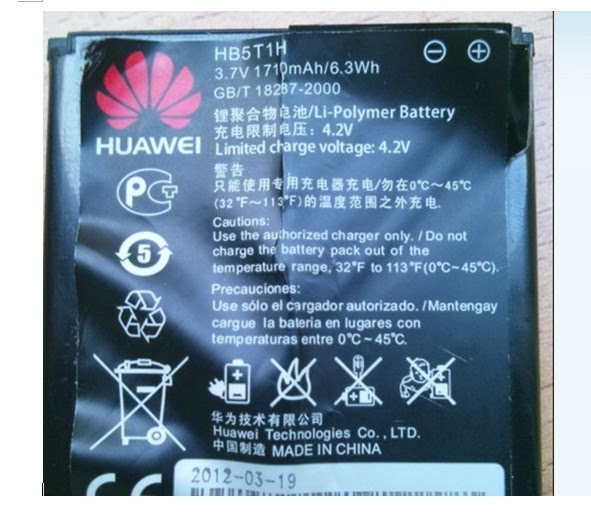 HUAWEI
HB5T1H
3.7V 1710mAh/6.3Wh
GB/T 18287-2000
锂聚合物电池/Li-Polymer Battery
充电限制电压：4.2V
Limited charge voltage: 4.2V
警告
只能使用专用充电器充电/勿在0°C～45°C
(32°F～113°F)的温度范围之外充电.
Cautions:
Use the authorized charger only. / Do not
charge the battery pack out of the
temperature range, 32°F to 113°F(0°C~45°C).
Precauciones:
Use sólo el cargador autorizado. /Mantengay
cargue la bateria en lugares con
temperaturas entre 0°C～45°C.
5
华为技术有限公司
Huawei Technologies Co., LTD.
中国制造 MADE IN CHINA
CE
2012-03-19